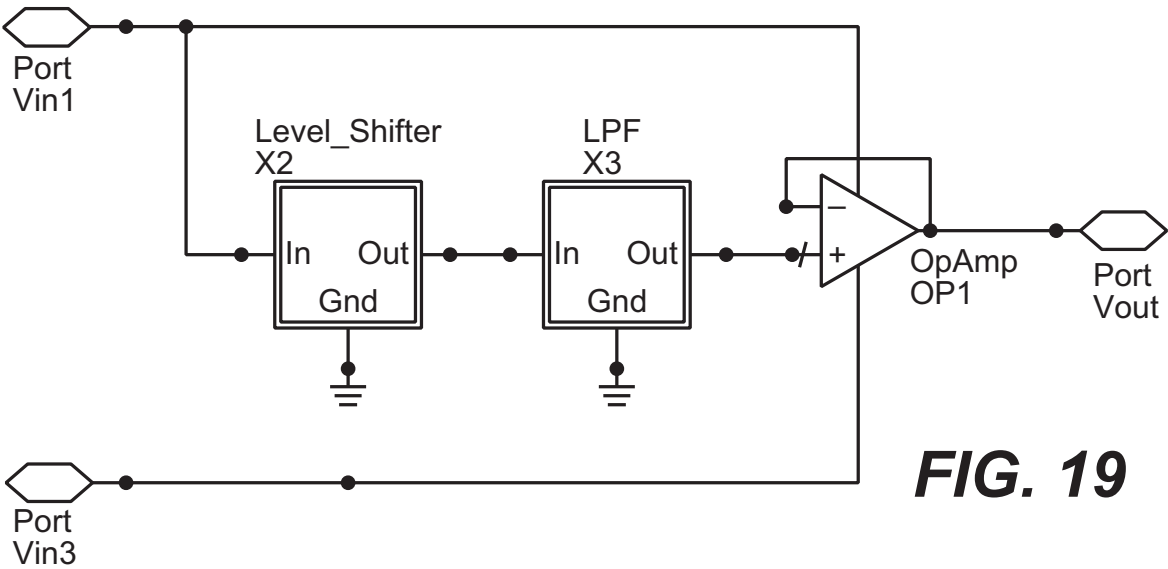 Port
Vin1
Level_Shifter
X2
LPF
X3
In
Out
Gnd
In
Out
Gnd
–
+
OpAmp
OP1
Port
Vout
Port
Vin3
FIG. 19